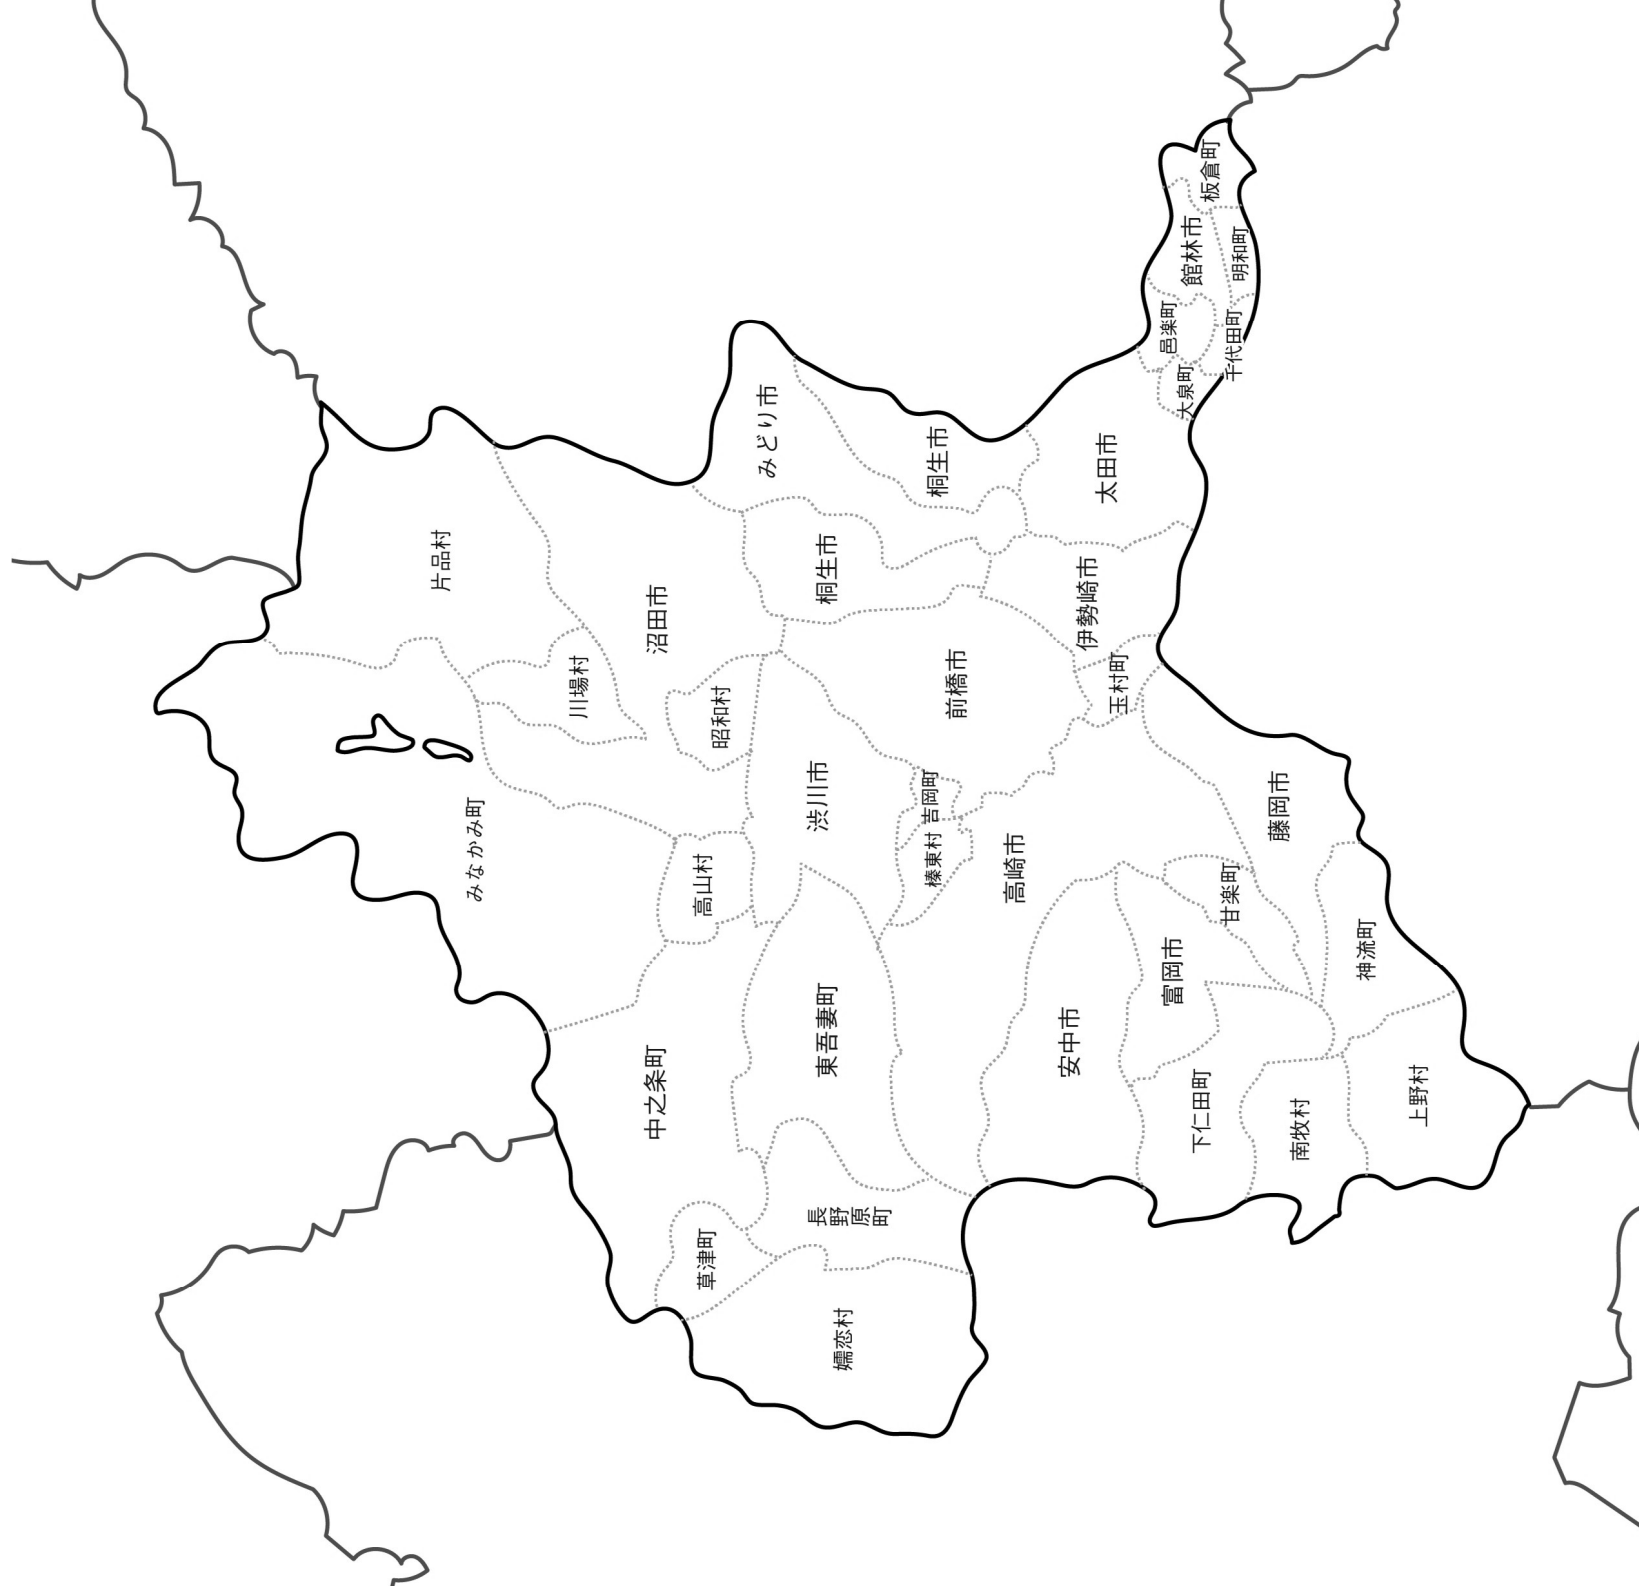 片品村
みなかみ町
川場村
中之条町
沼田市
高山村
草津町
昭和村
みどり市
渋川市
東吾妻町
桐生市
嬬恋村
長野原町
榛東村
吉岡町
桐生市
前橋市
高崎市
安中市
伊勢崎市
太田市
玉村町
邑楽町
富岡市
大泉町
館林市
下仁田町
板倉町
甘楽町
千代田町
明和町
藤岡市
南牧村
神流町
上野村